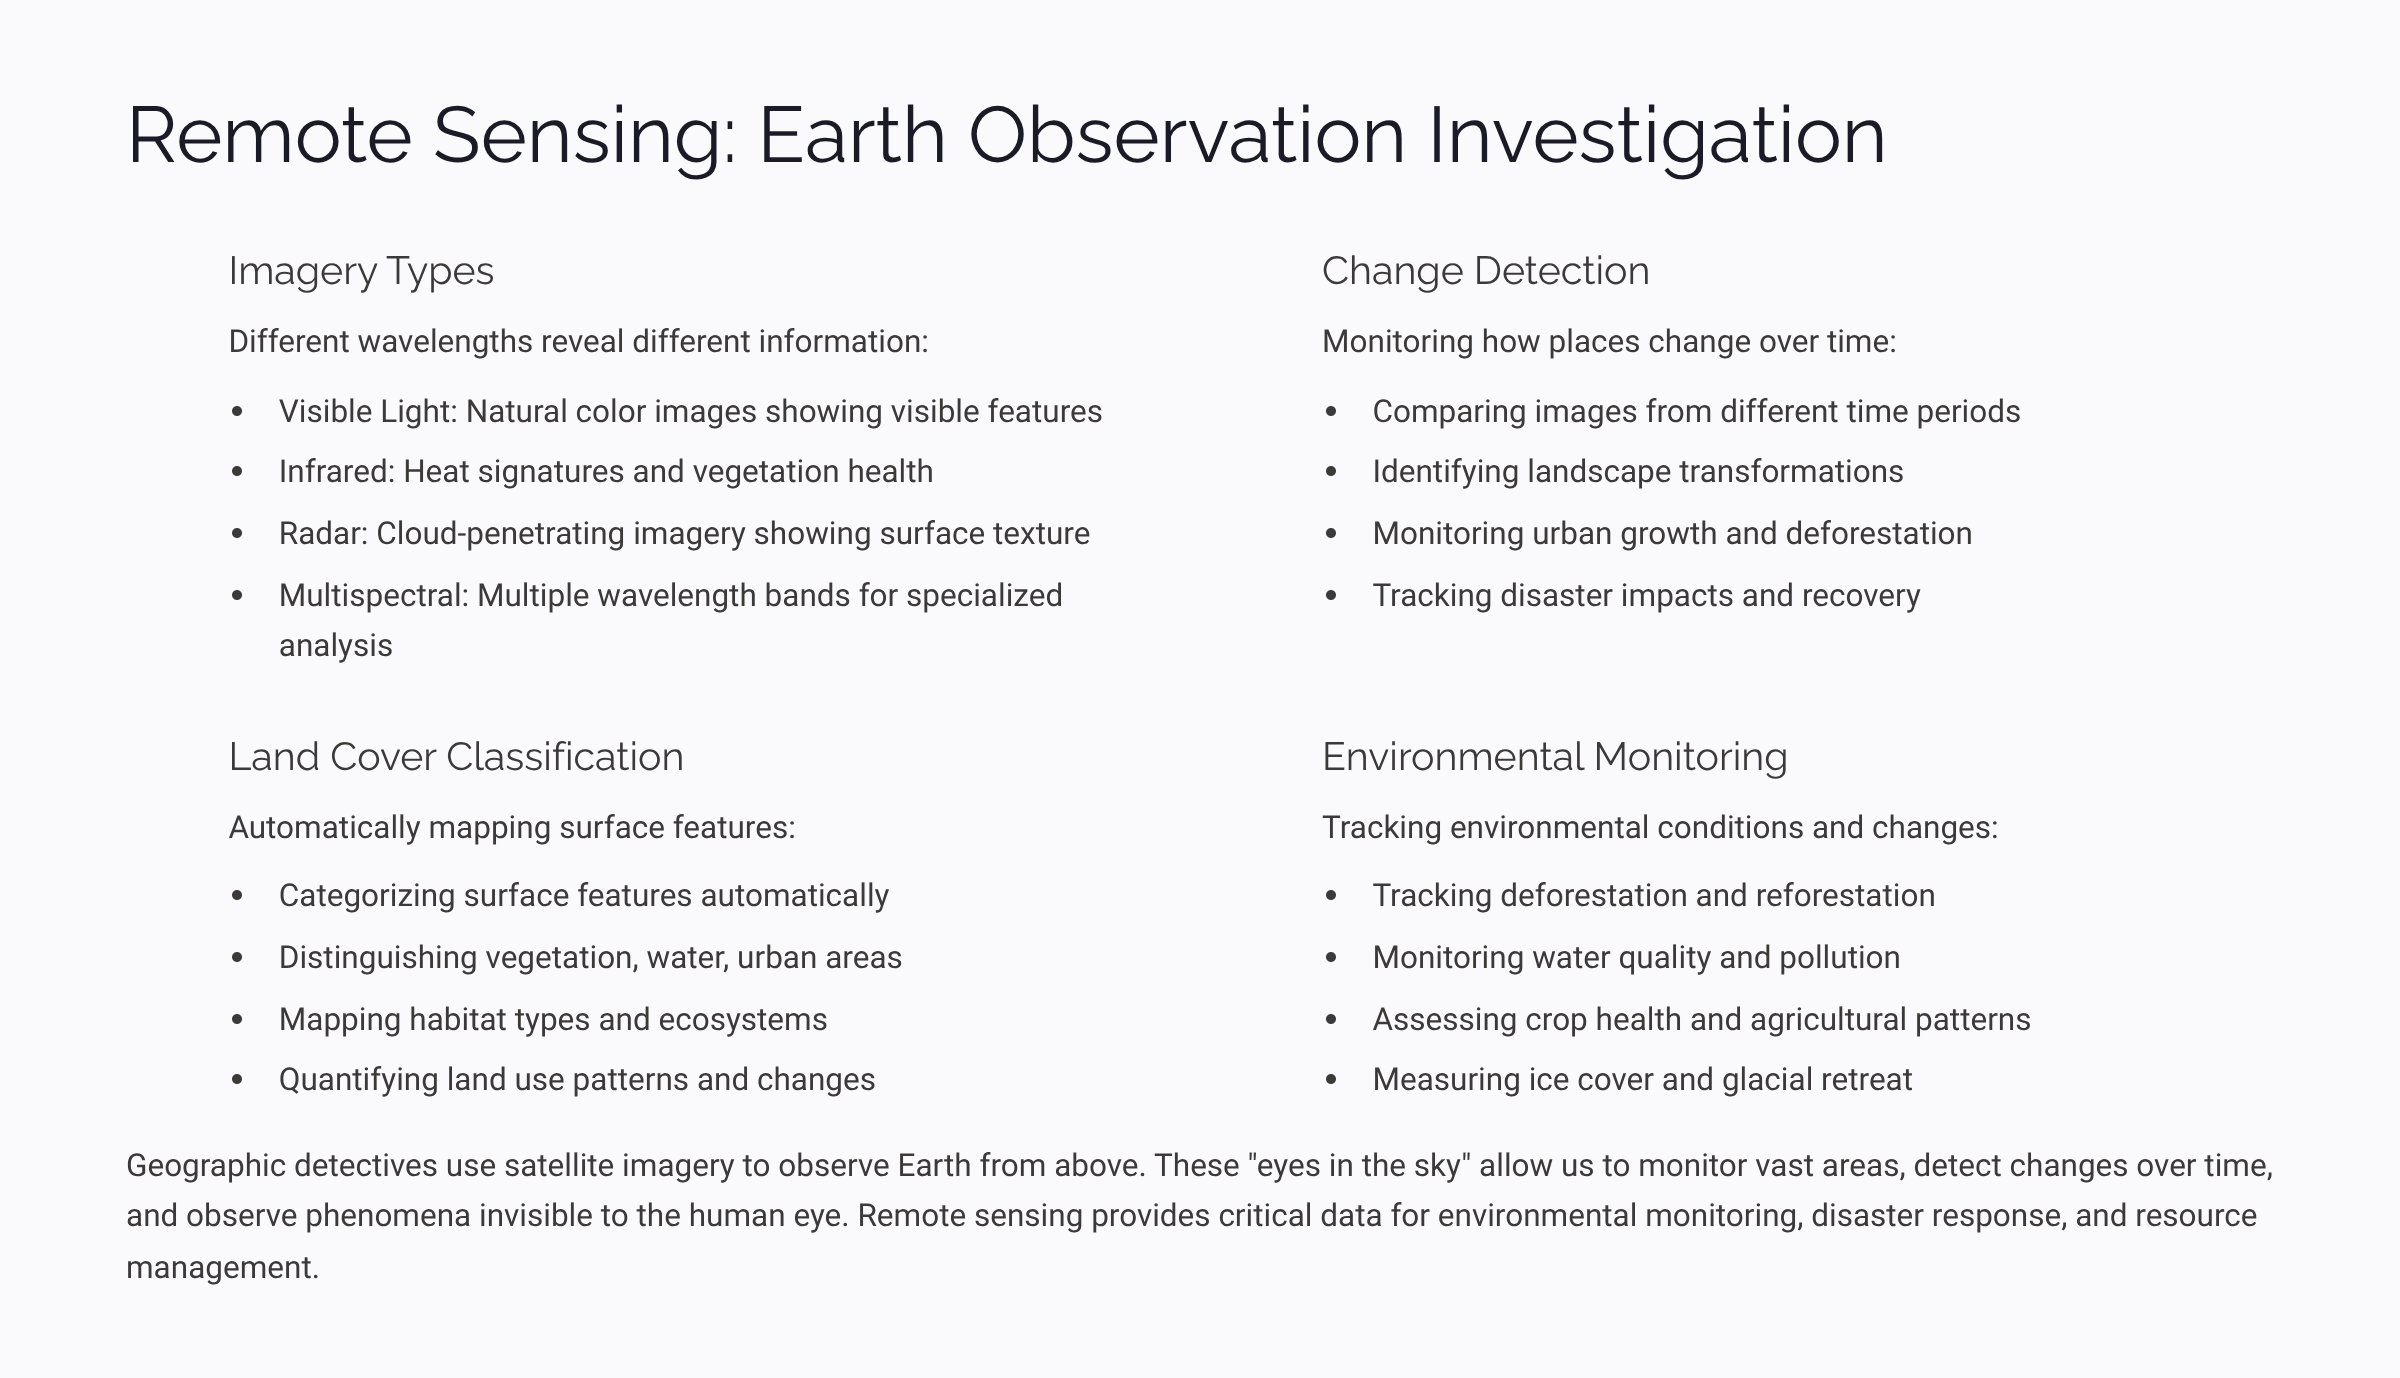 Remote Sensing: Earth Observation Investigation
Imagery Types
Different wavelengths reveal different information:
• Visible Light: Natural color images showing visible features
• Infrared: Heat signatures and vegetation health
• Radar: Cloud-penetrating imagery showing surface texture
• Multispectral: Multiple wavelength bands for specialized
analysis
Change Detection
Monitoring how places change over time:
• Comparing images from different time periods
• Identifying landscape transformations
• Monitoring urban growth and deforestation
• Tracking disaster impacts and recovery
Land Cover Classification
Automatically mapping surface features:
• Categorizing surface features automatically
• Distinguishing vegetation, water, urban areas
• Mapping habitat types and ecosystems
• Quantifying land use patterns and changes
Environmental Monitoring
Tracking environmental conditions and changes:
• Tracking deforestation and reforestation
• Monitoring water quality and pollution
• Assessing crop health and agricultural patterns
• Measuring ice cover and glacial retreat
Geographic detectives use satellite imagery to observe Earth from above. These "eyes in the sky" allow us to monitor vast areas, detect changes over time,
and observe phenomena invisible to the human eye. Remote sensing provides critical data for environmental monitoring, disaster response, and resource
management.